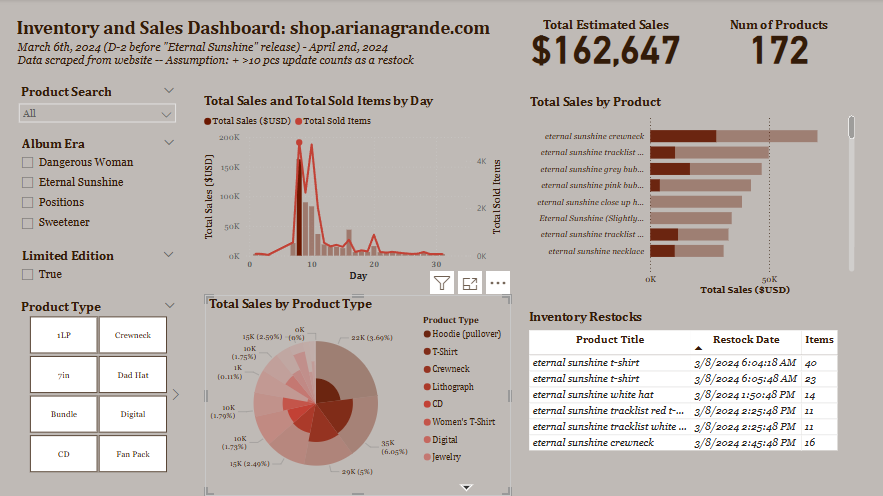 Inventory and Sales Dashboard: shop.arianagrande.com
March 6th, 2024 (D-2 before "Eternal Sunshine" release) - April 2nd, 2024
Data scraped from website -- Assumption: + >10 pcs update counts as a restock
Total Estimated Sales
$162,647
Num of Products
172
Product Search
All
Album Era
Dangerous Woman
Eternal Sunshine
Positions
Sweetener
Limited Edition
True
Product Type
1LP
Crewneck
7in
Dad Hat
Bundle
Digital
CD
Fan Pack
Total Sales and Total Sold Items by Day
Total Sales ($USD)
Total Sold Items
Total Sales ($USD)
200K
150K
100K
50K
0K
4K
2K
0K
Total Sold Items
0
10
20
30
Day
Total Sales by Product Type
0K
(0%)
15K (2.59%)
10K
(1.75%)
1K
(0.11%)
10K
(1.79%)
10K
(1.73%)
15K (2.49%)
29K (5%)
35K
(6.05%)
22K (3.69%)
Product Type
Hoodie (pullover)
T-Shirt
Crewneck
Lithograph
CD
Women's T-Shirt
Digital
Jewelry
Total Sales by Product
eternal sunshine crewneck
eternal sunshine tracklist ...
eternal sunshine grey hub...
eternal sunshine pink hub...
eternal sunshine close up h...
Eternal Sunshine (Slightly...
eternal sunshine tracklist ...
eternal sunshine necklace
0K
50K
Total Sales ($USD)
Inventory Restocks
Product Title Restock Date Items
eternal sunshine t-shirt 3/8/2024 6:04:18 AM 40
eternal sunshine t-shirt 3/8/2024 6:05:48 AM 23
eternal sunshine white hat 3/8/2024 1:50:48 PM 14
eternal sunshine tracklist red t-... 3/8/2024 2:25:48 PM 11
eternal sunshine tracklist white ... 3/8/2024 2:25:48 PM 11
eternal sunshine crewneck 3/8/2024 2:45:48 PM 16